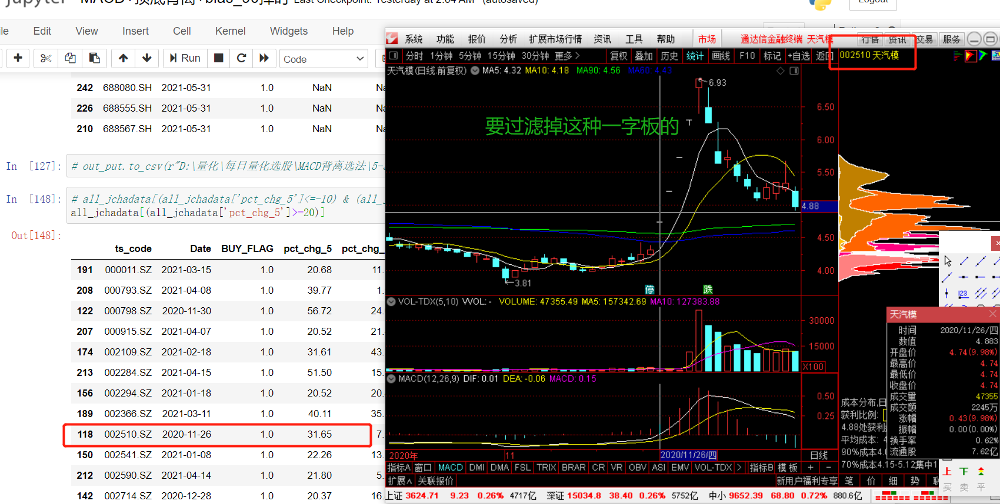 jupyter MACD+顶底背离+bias_90掉的 Last Checkpoint: Yesterday at 2:04 AM (autosaved)
Logout
Edit View Insert Cell Kernel Widgets Help
Run Code
242 688080.SH 2021-05-31 1.0 NaN
226 688555.SH 2021-05-31 1.0 NaN
210 688567.SH 2021-05-31 1.0 NaN
In [127]: # out_put.to_csv(r"D:\量化\每日量化选股\MACD背离选法\5-
In [148]: # all_jchadata[(all_jchadata['pct_chg_5']<=-10) & (all_j
all_jchadata[(all_jchadata['pct_chg_5']>=20)]
Out[148]:
ts_code Date BUY_FLAG pct_chg_5 pct_chg_
191 000011.SZ 2021-03-15 1.0 20.68 11.
208 000793.SZ 2021-04-08 1.0 39.77 1.
122 000798.SZ 2020-11-30 1.0 56.72 24.
207 000915.SZ 2021-04-07 1.0 20.52 21.
174 002109.SZ 2021-02-18 1.0 31.61 43.
213 002284.SZ 2021-04-15 1.0 51.50 15.
156 002294.SZ 2021-01-18 1.0 20.52 20.
189 002366.SZ 2021-03-11 1.0 40.11 35.
118 002510.SZ 2020-11-26 1.0 31.65 7.
150 002541.SZ 2021-01-08 1.0 22.26 13.
212 002590.SZ 2021-04-14 1.0 21.80 5.
142 002714.SZ 2020-12-28 1.0 20.37 16.
系统 功能 报价 分析 扩展市场行情 资讯 工具 帮助 市场 通达信金融终端 天汽模 行情 资讯 交易 服务
分时 1分钟 5分钟 15分钟 30分钟 更多 > 复权 叠加 历史 统计 画线 F10 标记 +自选 返回 002510 天汽模
天汽模(日线.前复权) MA5: 4.32 MA10: 4.18 MA90: 4.56 MA60: 4.43
6.93
要过滤掉这种一字板的
6.50
6.00
5.50
4.88
4.50
4.00
3.81
停 跌
VOL-TDX(5,10) VVOL: - VOLUME: 47355.49 MA5: 157342.69 MA10: 127383.88
30000
15000
X100
MACD(12,26,9) DIF: 0.01 DEA: -0.06 MACD: 0.15
0.50
0.25
2020年 11 2020/11/26/四 日线
指标A 窗口 MACD DMI DMA FSL TRIX BRAR CR VR OBV ASI EMV VOL-TDX > 指标B 模板 + -
扩展∧ 关联报价 新用户福利专享 笔 价 细 势
上证 3624.71 9.23 0.26% 4717亿 深证 15034.8 38.40 0.26% 5752亿 中小 9652.39 68.80 0.72% 880.6亿
成本分布,日
获利比例:
4.88处获利
平均成本: 4
90%成本4.0
70%成本4.15-5.12集中1
天汽模
时间 2020/11/26/四
数值 4.883
开盘价 4.74(9.98%)
最高价 4.74
最低价 4.74
收盘价 4.74
成交量 47355
成交额 2245万
涨幅 0.43(9.98%)
振幅 0.00(0.00%)
换手率 0.62%
流通股 7.62亿
123
上 下
买 卖 平